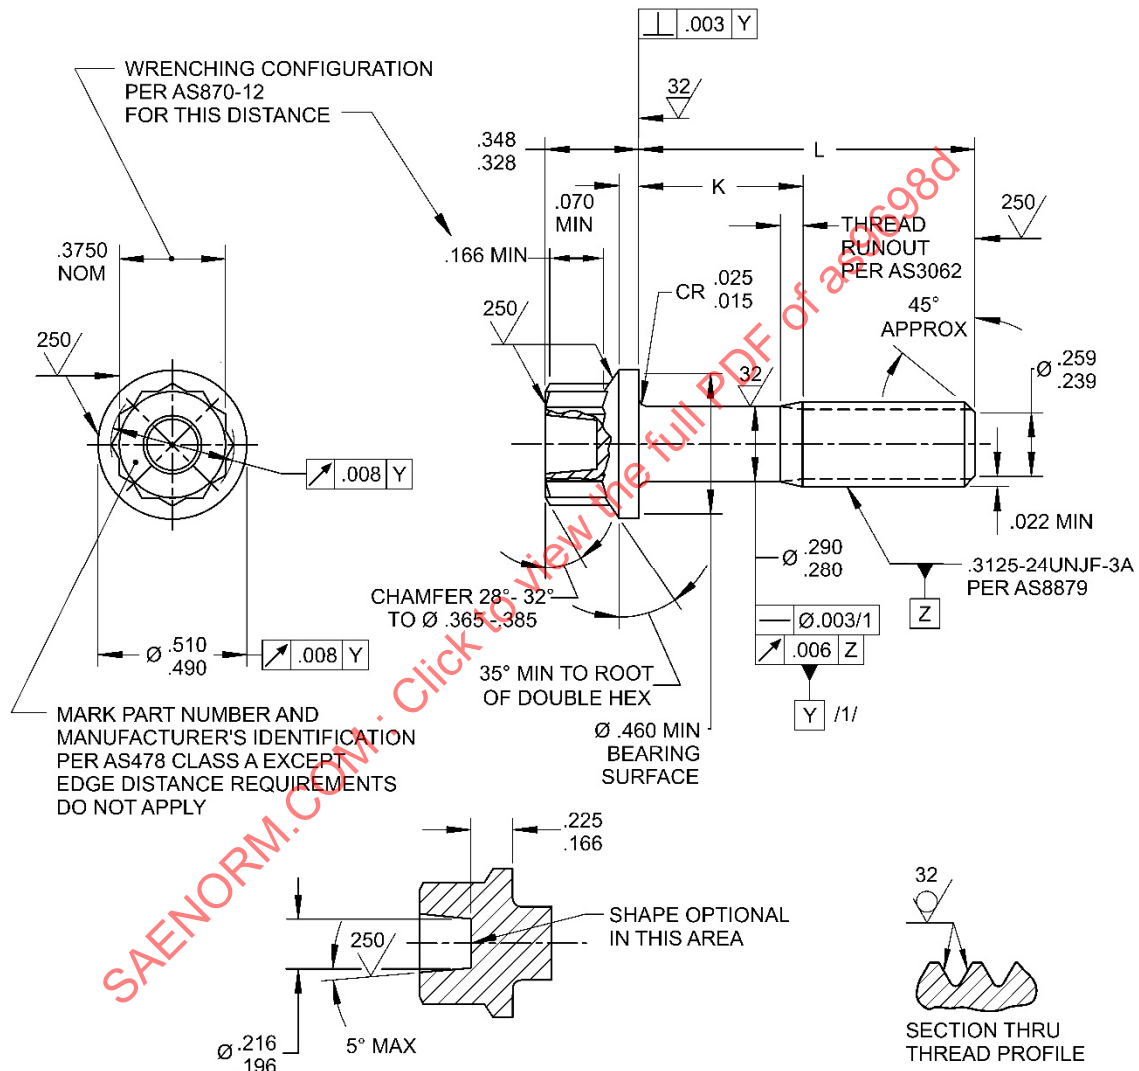 ⊥ .003 Y
WRENCHING CONFIGURATION
PER AS870-12
FOR THIS DISTANCE
32
.348
.328
L
K
.070
MIN
250
THREAD
RUNOUT
PER AS3062
.3750
NOM
.166 MIN
CR .025
.015
45°
APPROX
250
250
32
Ø .259
.239
.008 Y
.022 MIN
Ø .290
.280
.3125-24UNJF-3A
PER AS8879
Z
CHAMFER 28°- 32°
TO Ø .365-.385
Ø.003/1
.006 Z
Y /1/
Ø .510
.490
.008 Y
35° MIN TO ROOT
OF DOUBLE HEX
MARK PART NUMBER AND
MANUFACTURER'S IDENTIFICATION
PER AS478 CLASS A EXCEPT
EDGE DISTANCE REQUIREMENTS
DO NOT APPLY
Ø .460 MIN
BEARING
SURFACE
.225
.166
SHAPE OPTIONAL
IN THIS AREA
250
5° MAX
Ø .216
.196
32
SECTION THRU
THREAD PROFILE
SAENORM.COM : Click to view the full PDF of as9698d